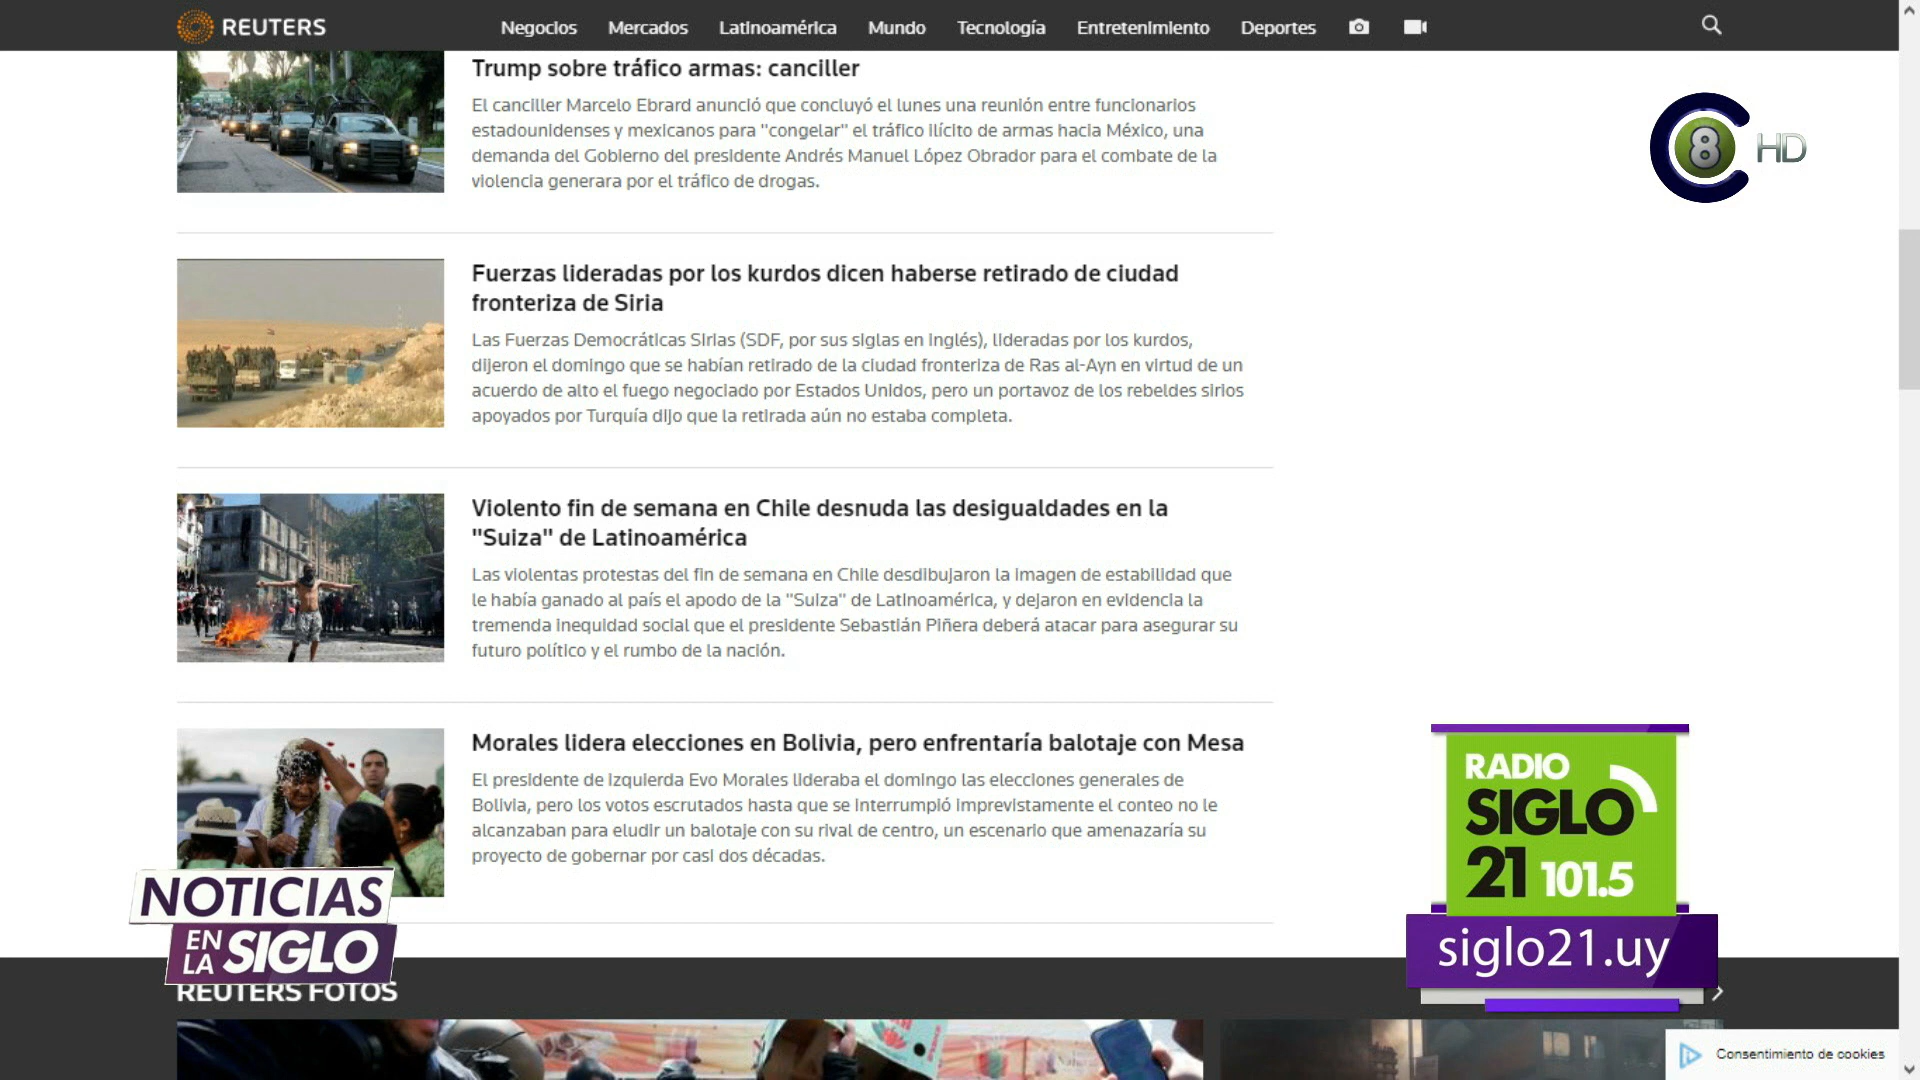 REUTERS
Negocios Mercados Latinoamérica Mundo Tecnología Entretenimiento Deportes
Trump sobre tráfico armas: canciller
El canciller Marcelo Ebrard anunció que concluyó el lunes una reunión entre funcionarios
estadounidenses y mexicanos para "congelar" el tráfico ilícito de armas hacia México, una
demanda del Gobierno del presidente Andrés Manuel López Obrador para el combate de la
violencia generara por el tráfico de drogas.
8 HD
Fuerzas lideradas por los kurdos dicen haberse retirado de ciudad
fronteriza de Siria
Las Fuerzas Democráticas Sirias (SDF, por sus siglas en inglés), lideradas por los kurdos,
dijeron el domingo que se habían retirado de la ciudad fronteriza de Ras al-Ayn en virtud de un
acuerdo de alto el fuego negociado por Estados Unidos, pero un portavoz de los rebeldes sirios
apoyados por Turquía dijo que la retirada aún no estaba completa.
Violento fin de semana en Chile desnuda las desigualdades en la
"Suiza" de Latinoamérica
Las violentas protestas del fin de semana en Chile desdibujaron la imagen de estabilidad que
le había ganado al país el apodo de la "Suiza" de Latinoamérica, y dejaron en evidencia la
tremenda inequidad social que el presidente Sebastián Piñera deberá atacar para asegurar su
futuro político y el rumbo de la nación.
Morales lidera elecciones en Bolivia, pero enfrentaría balotaje con Mesa
El presidente de izquierda Evo Morales lideraba el domingo las elecciones generales de
Bolivia, pero los votos escrutados hasta que se interrumpió imprevistamente el conteo no le
alcanzaban para eludir un balotaje con su rival de centro, un escenario que amenazaría su
proyecto de gobernar por casi dos décadas.
RADIO
SIGLO
21 101.5
siglo21.uy
NOTICIAS
EN LA SIGLO
REUTERS FOTOS
Consentimiento de cookies